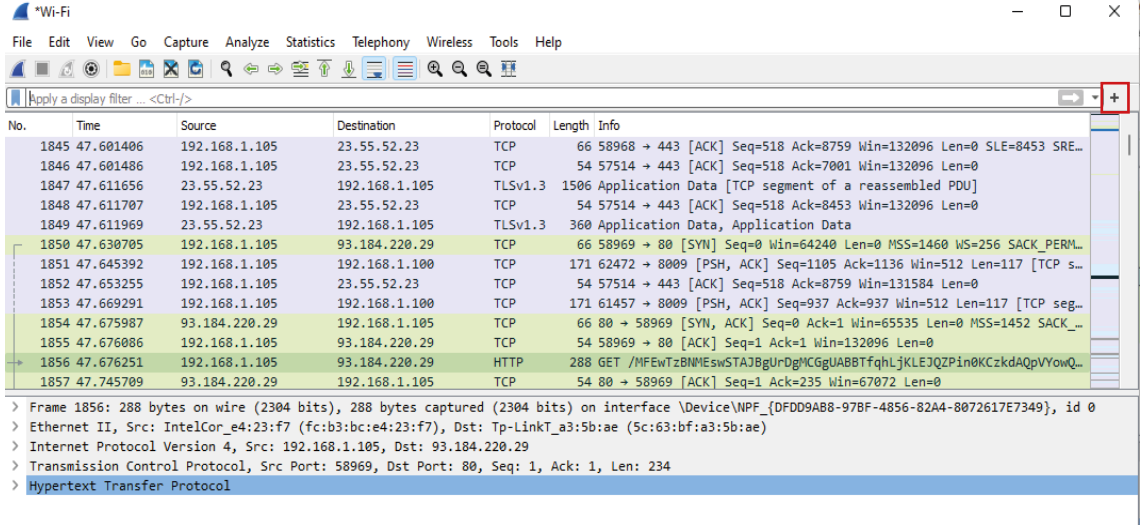 *Wi-Fi
File Edit View Go Capture Analyze Statistics Telephony Wireless Tools Help
Apply a display filter ... <Ctrl-/>
No. Time Source Destination Protocol Length Info
1845 47.601406 192.168.1.105 23.55.52.23 TCP 66 58968 → 443 [ACK] Seq=518 Ack=8759 Win=132096 Len=0 SLE=8453 SRE…
1846 47.601486 192.168.1.105 23.55.52.23 TCP 54 57514 → 443 [ACK] Seq=518 Ack=7001 Win=132096 Len=0
1847 47.611656 23.55.52.23 192.168.1.105 TLSv1.3 1506 Application Data [TCP segment of a reassembled PDU]
1848 47.611707 192.168.1.105 23.55.52.23 TCP 54 57514 → 443 [ACK] Seq=518 Ack=8453 Win=132096 Len=0
1849 47.611969 23.55.52.23 192.168.1.105 TLSv1.3 360 Application Data, Application Data
1850 47.630705 192.168.1.105 93.184.220.29 TCP 66 58969 → 80 [SYN] Seq=0 Win=64240 Len=0 MSS=1460 WS=256 SACK_PERM…
1851 47.645392 192.168.1.105 192.168.1.100 TCP 171 62472 → 8009 [PSH, ACK] Seq=1105 Ack=1136 Win=512 Len=117 [TCP s…
1852 47.653255 192.168.1.105 23.55.52.23 TCP 54 57514 → 443 [ACK] Seq=518 Ack=8759 Win=131584 Len=0
1853 47.669291 192.168.1.105 192.168.1.100 TCP 171 61457 → 8009 [PSH, ACK] Seq=937 Ack=937 Win=512 Len=117 [TCP seg…
1854 47.675987 93.184.220.29 192.168.1.105 TCP 66 80 → 58969 [SYN, ACK] Seq=0 Ack=1 Win=65535 Len=0 MSS=1452 SACK_…
1855 47.676086 192.168.1.105 93.184.220.29 TCP 54 58969 → 80 [ACK] Seq=1 Ack=1 Win=132096 Len=0
1856 47.676251 192.168.1.105 93.184.220.29 HTTP 288 GET /MFEwTzBNMEswSTAJBgUrDgMCGgUABBTfqhLjKLEJQZPin0KCzkdAQpVYowQ…
1857 47.745709 93.184.220.29 192.168.1.105 TCP 54 80 → 58969 [ACK] Seq=1 Ack=235 Win=67072 Len=0
Frame 1856: 288 bytes on wire (2304 bits), 288 bytes captured (2304 bits) on interface \Device\NPF_{DFDD9AB8-97BF-4856-82A4-8072617E7349}, id 0
Ethernet II, Src: IntelCor_e4:23:f7 (fc:b3:bc:e4:23:f7), Dst: Tp-LinkT_a3:5b:ae (5c:63:bf:a3:5b:ae)
Internet Protocol Version 4, Src: 192.168.1.105, Dst: 93.184.220.29
Transmission Control Protocol, Src Port: 58969, Dst Port: 80, Seq: 1, Ack: 1, Len: 234
Hypertext Transfer Protocol